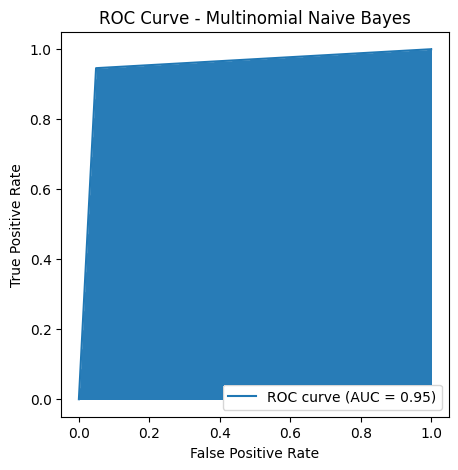 ROC Curve - Multinomial Naive Bayes
True Positive Rate
1.0
0.8
0.6
0.4
0.2
0.0
ROC curve (AUC = 0.95)
0.0 0.2 0.4 0.6 0.8 1.0
False Positive Rate